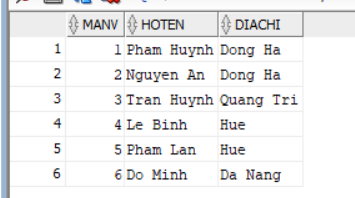 MANV HOTEN DIACHI
1 1 Pham Huynh Dong Ha
2 2 Nguyen An Dong Ha
3 3 Tran Huynh Quang Tri
4 4 Le Binh Hue
5 5 Pham Lan Hue
6 6 Do Minh Da Nang